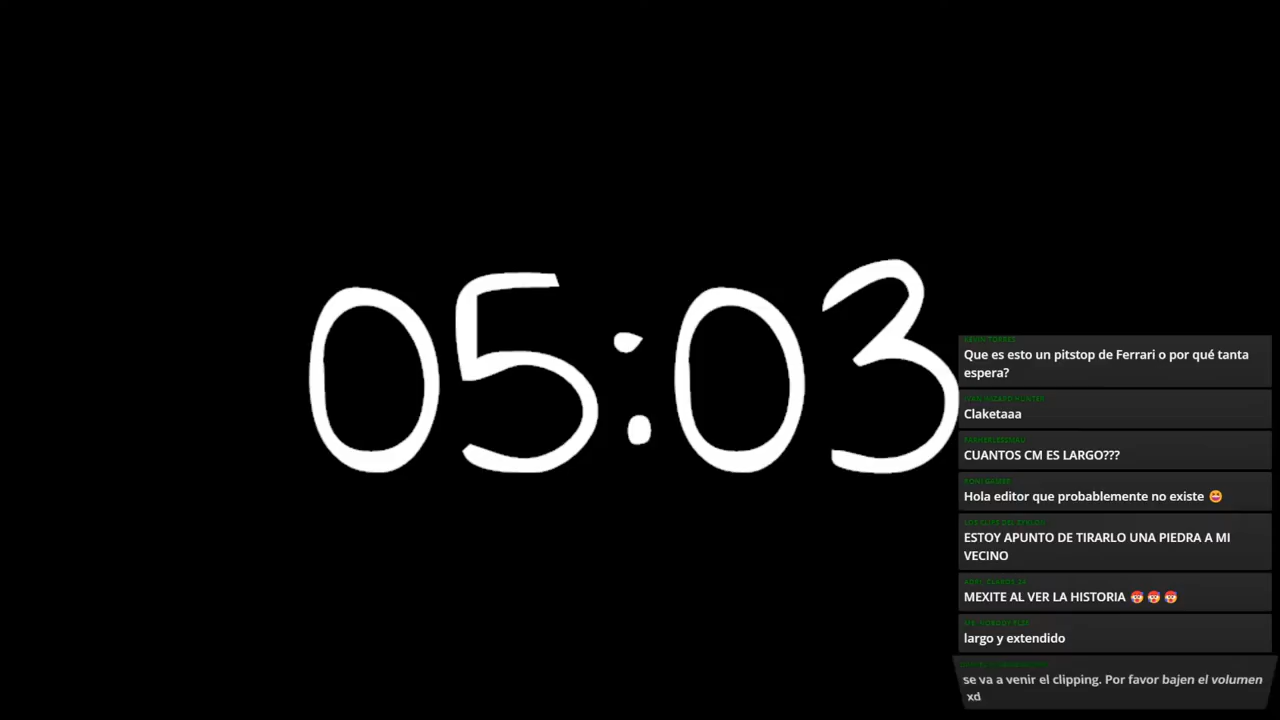 05:03
KEVIN TORRES
Que es esto un pitstop de Ferrari o por qué tanta
espera?
Claketaaa
CUANTOS CM ES LARGO???
Hola editor que probablemente no existe 😄
ESTOY APUNTO DE TIRARLO UNA PIEDRA A MI
VECINO
MEXITE AL VER LA HISTORIA
largo y extendido
se va a venir el clipping. Por favor bajen el volumen
xd